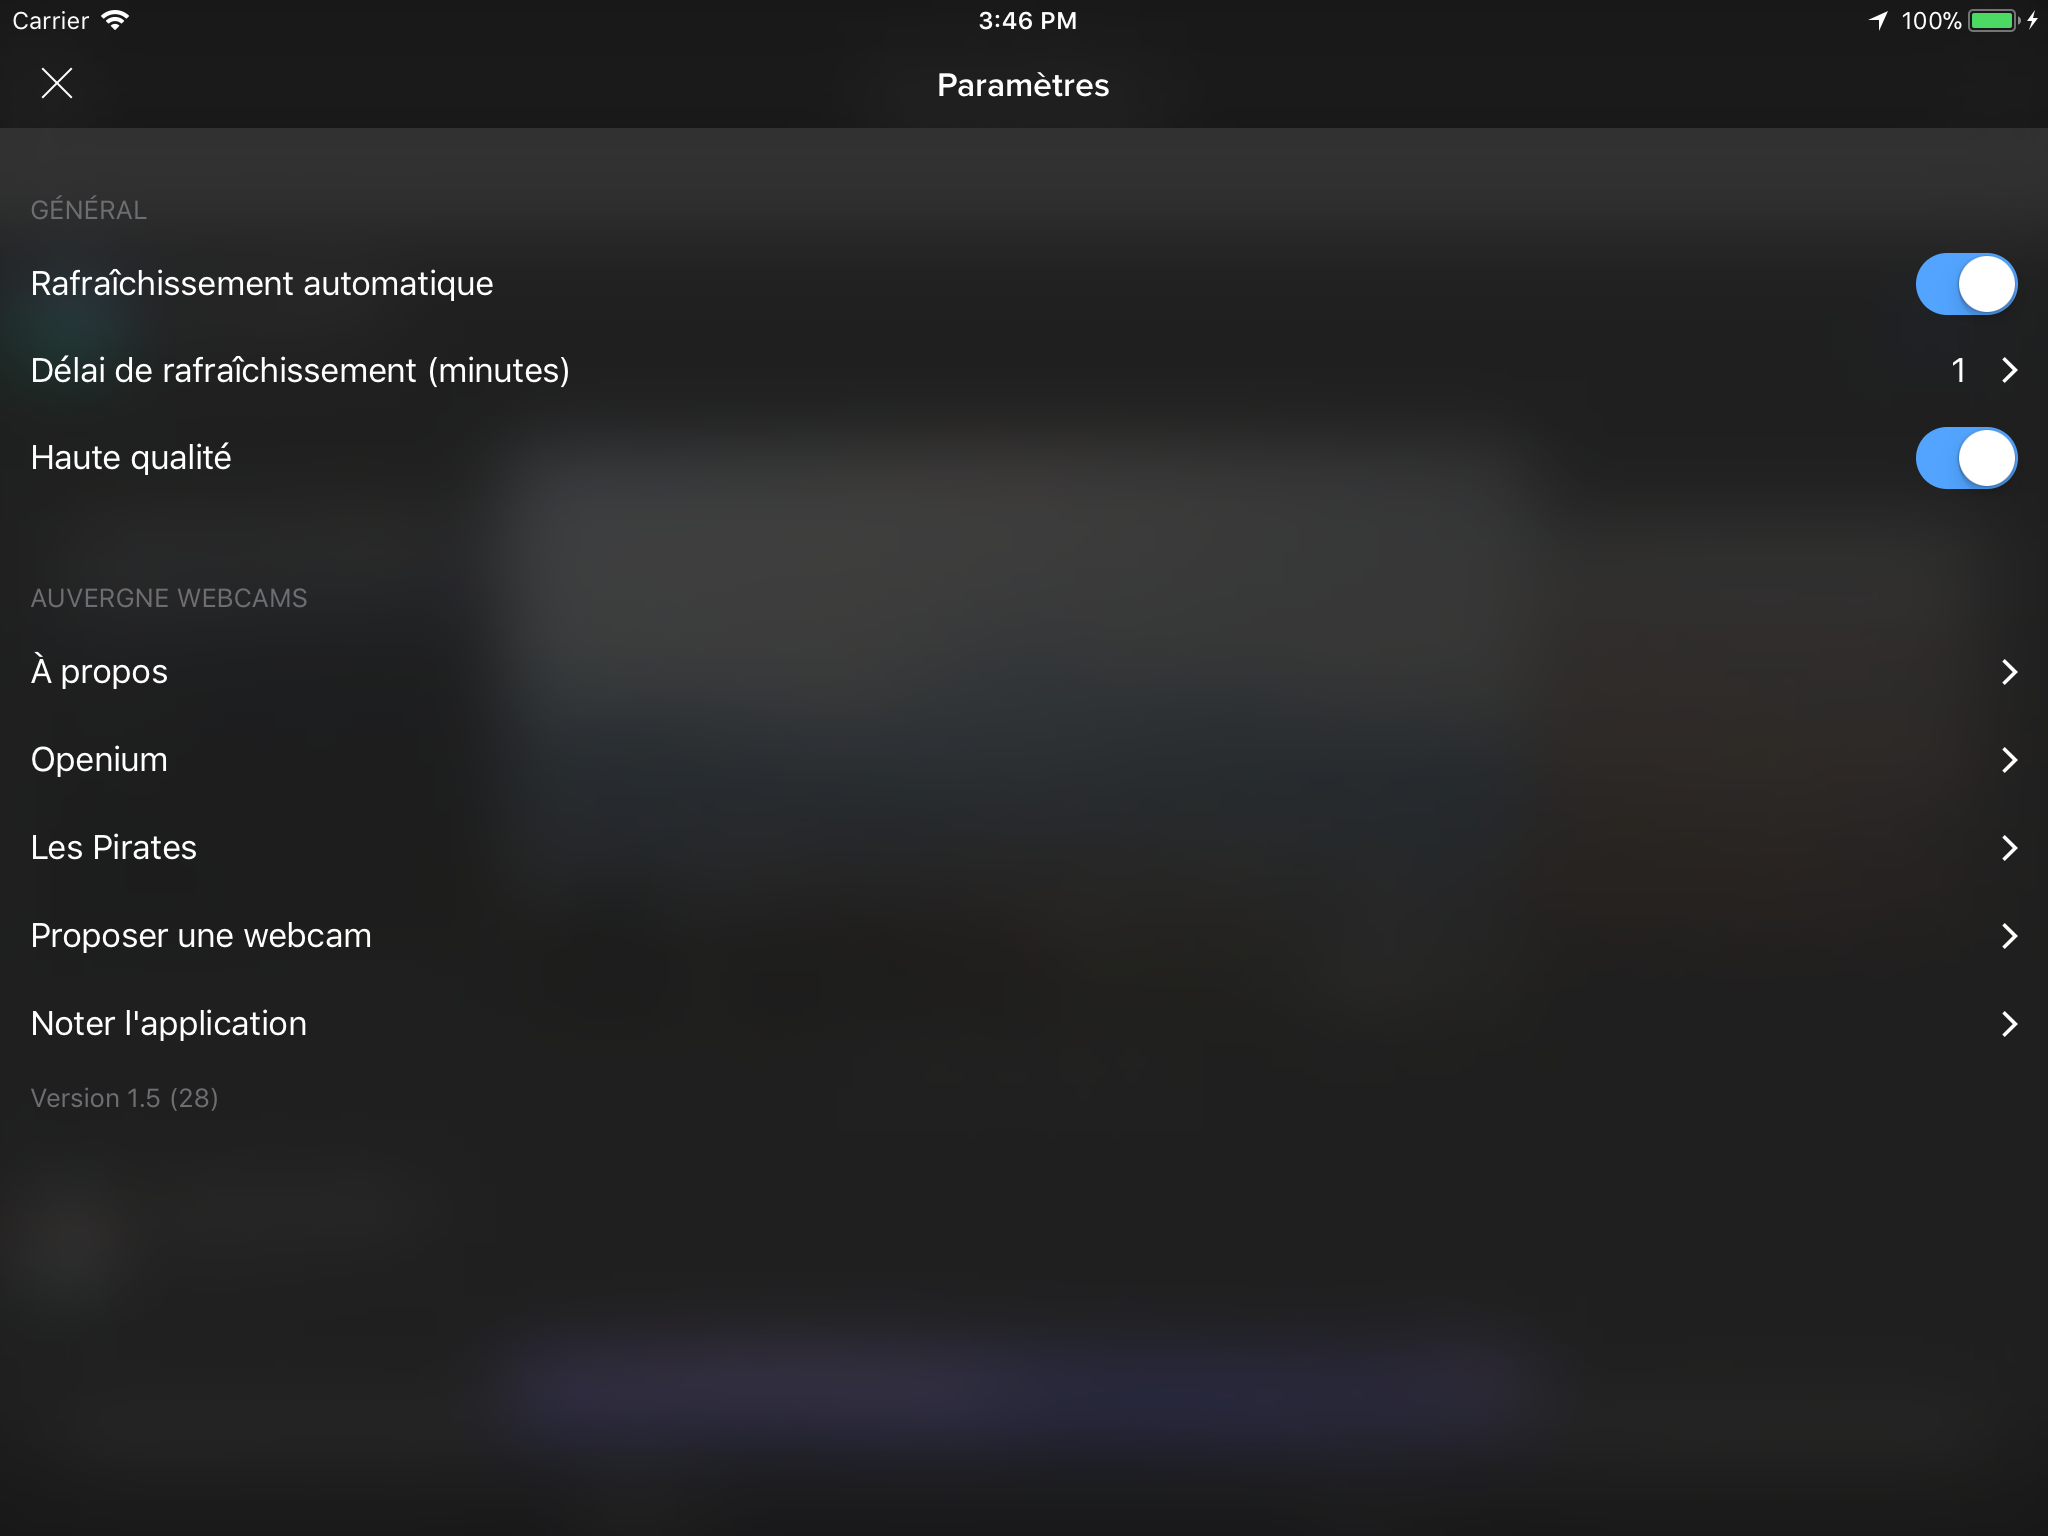 Carrier 3:46 PM 100%
Paramètres
GÉNÉRAL
Rafraîchissement automatique
Délai de rafraîchissement (minutes) 1
Haute qualité
AUVERGNE WEBCAMS
À propos
Openium
Les Pirates
Proposer une webcam
Noter l'application
Version 1.5 (28)